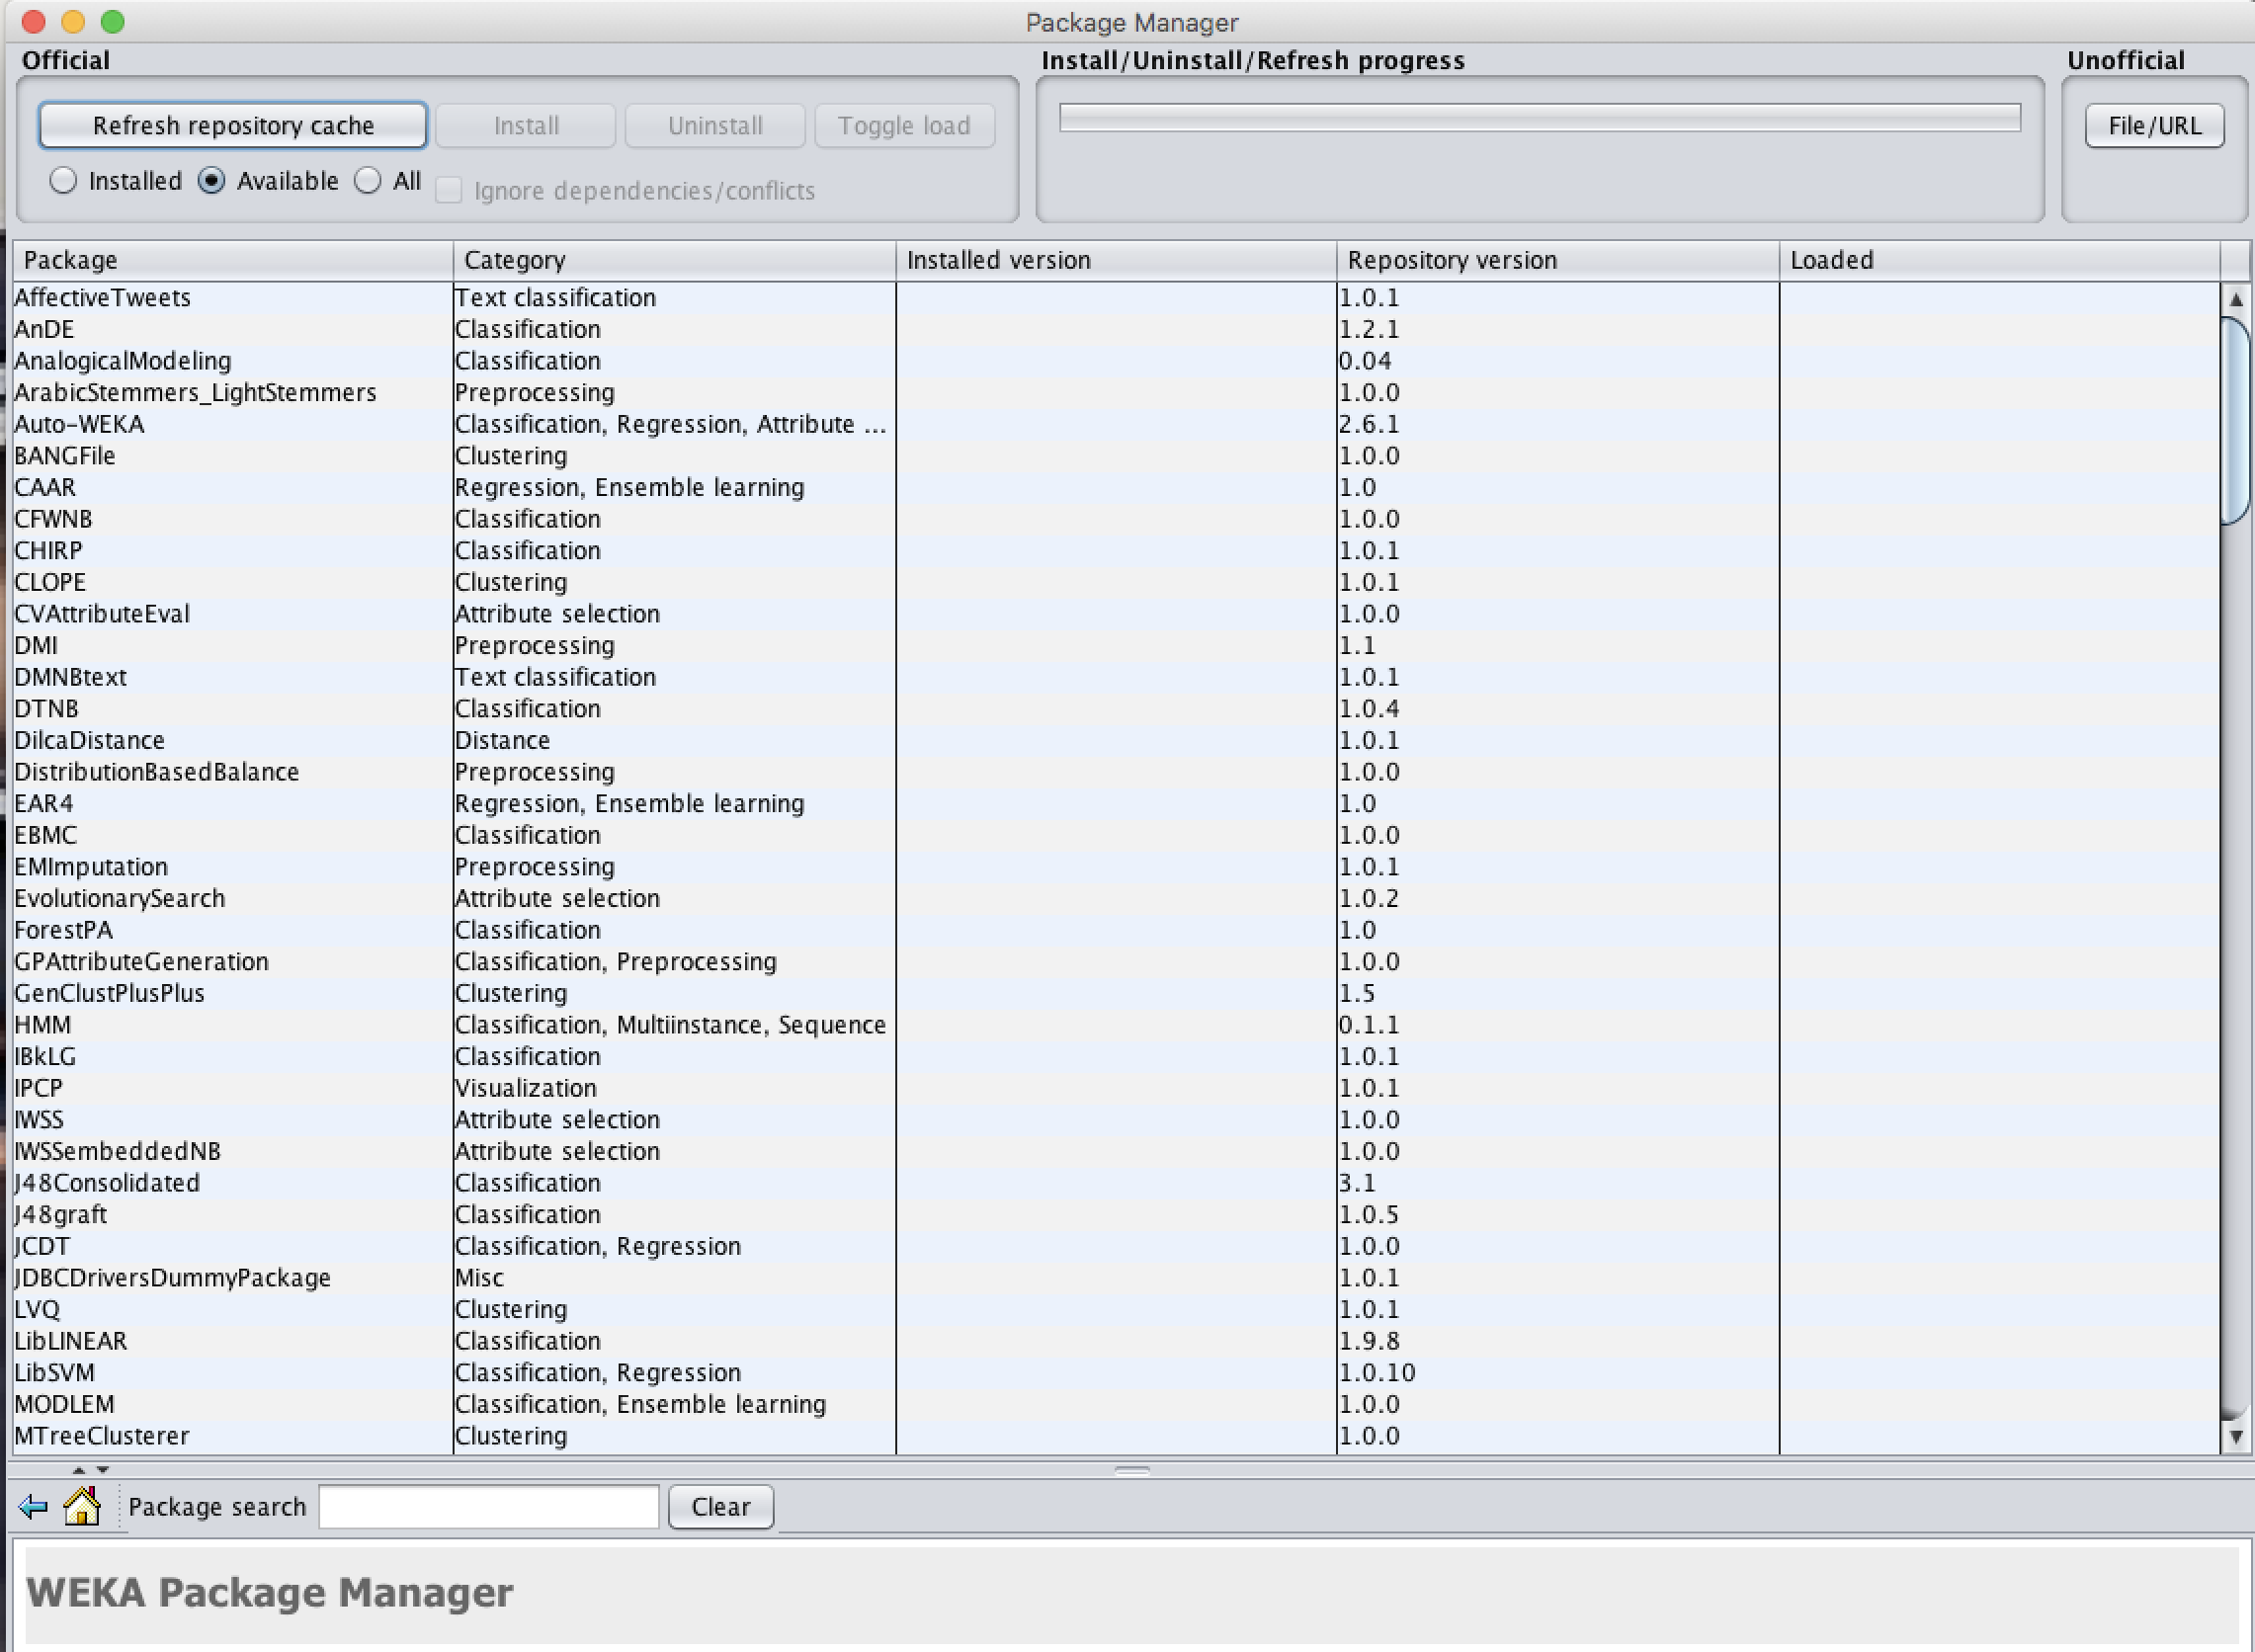 Package Manager
Official
Install/Uninstall/Refresh progress
Unofficial
Refresh repository cache Install Uninstall Toggle load
File/URL
Installed Available All Ignore dependencies/conflicts
Package Category Installed version Repository version Loaded
AffectiveTweets Text classification 1.0.1
AnDE Classification 1.2.1
AnalogicalModeling Classification 0.04
ArabicStemmers_LightStemmers Preprocessing 1.0.0
Auto-WEKA Classification, Regression, Attribute ... 2.6.1
BANGFile Clustering 1.0.0
CAAR Regression, Ensemble learning 1.0
CFWNB Classification 1.0.0
CHIRP Classification 1.0.1
CLOPE Clustering 1.0.1
CVAttributeEval Attribute selection 1.0.0
DMI Preprocessing 1.1
DMNBtext Text classification 1.0.1
DTNB Classification 1.0.4
DilcaDistance Distance 1.0.1
DistributionBasedBalance Preprocessing 1.0.0
EAR4 Regression, Ensemble learning 1.0
EBMC Classification 1.0.0
EMImputation Preprocessing 1.0.1
EvolutionarySearch Attribute selection 1.0.2
ForestPA Classification 1.0
GPAttributeGeneration Classification, Preprocessing 1.0.0
GenClustPlusPlus Clustering 1.5
HMM Classification, Multiinstance, Sequence 0.1.1
IBkLG Classification 1.0.1
IPCP Visualization 1.0.1
IWSS Attribute selection 1.0.0
IWSSembeddedNB Attribute selection 1.0.0
J48Consolidated Classification 3.1
J48graft Classification 1.0.5
JCDT Classification, Regression 1.0.0
JDBCDriversDummyPackage Misc 1.0.1
LVQ Clustering 1.0.1
LibLINEAR Classification 1.9.8
LibSVM Classification, Regression 1.0.10
MODLEM Classification, Ensemble learning 1.0.0
MTreeClusterer Clustering 1.0.0
Package search Clear
WEKA Package Manager